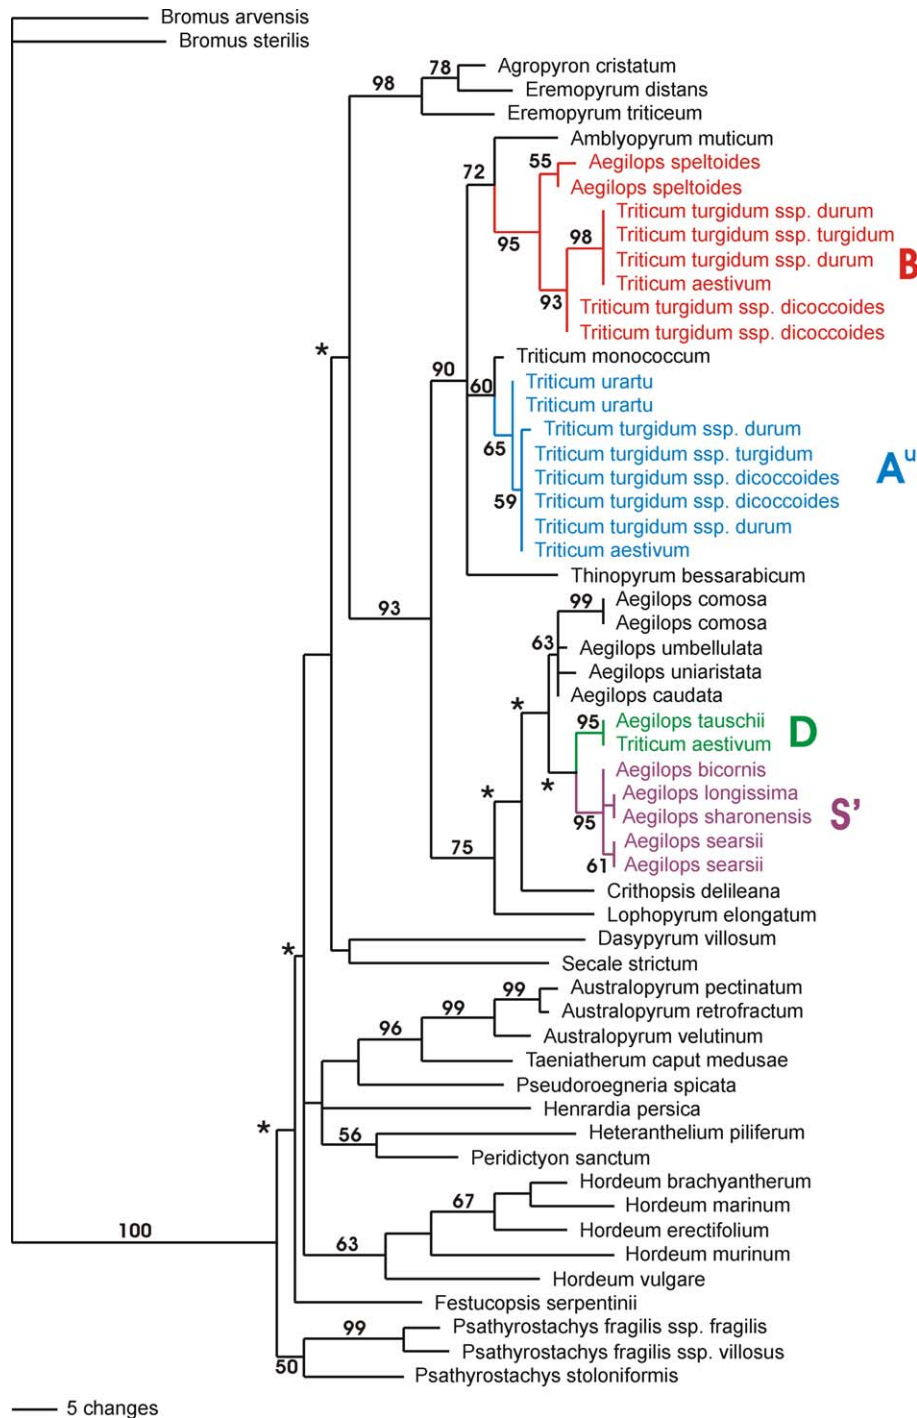 Bromus arvensis
Bromus sterilis
78 Agropyron cristatum
98 Eremopyrum distans
Eremopyrum triticeum
Amblyopyrum muticum
72 55 Aegilops speltoides
Aegilops speltoides
Triticum turgidum ssp. durum
95 98 Triticum turgidum ssp. turgidum
Triticum turgidum ssp. durum B
Triticum aestivum
93 Triticum turgidum ssp. dicoccoides
Triticum turgidum ssp. dicoccoides
* Triticum monococcum
90 60 Triticum urartu
Triticum urartu
65 Triticum turgidum ssp. durum
Triticum turgidum ssp. turgidum
Triticum turgidum ssp. dicoccoides Au
59 Triticum turgidum ssp. dicoccoides
Triticum turgidum ssp. durum
Triticum aestivum
Thinopyrum bessarabicum
93 99 Aegilops comosa
Aegilops comosa
63 Aegilops umbellulata
Aegilops uniaristata
* Aegilops caudata
95 Aegilops tauschii D
Triticum aestivum
* Aegilops bicornis
* Aegilops longissima
95 Aegilops sharonensis S’
Aegilops searsii
75 61 Aegilops searsii
Crithopsis delileana
Lophopyrum elongatum
* Dasypyrum villosum
Secale strictum
99 Australopyrum pectinatum
99 Australopyrum retrofractum
96 Australopyrum velutinum
Taeniatherum caput medusae
Pseudoroegneria spicata
Henrardia persica
* 56 Heteranthelium piliferum
Peridictyon sanctum
Hordeum brachyantherum
67 Hordeum marinum
100 Hordeum erectifolium
63 Hordeum murinum
Hordeum vulgare
Festucopsis serpentinii
99 Psathyrostachys fragilis ssp. fragilis
Psathyrostachys fragilis ssp. villosus
50 Psathyrostachys stoloniformis
5 changes